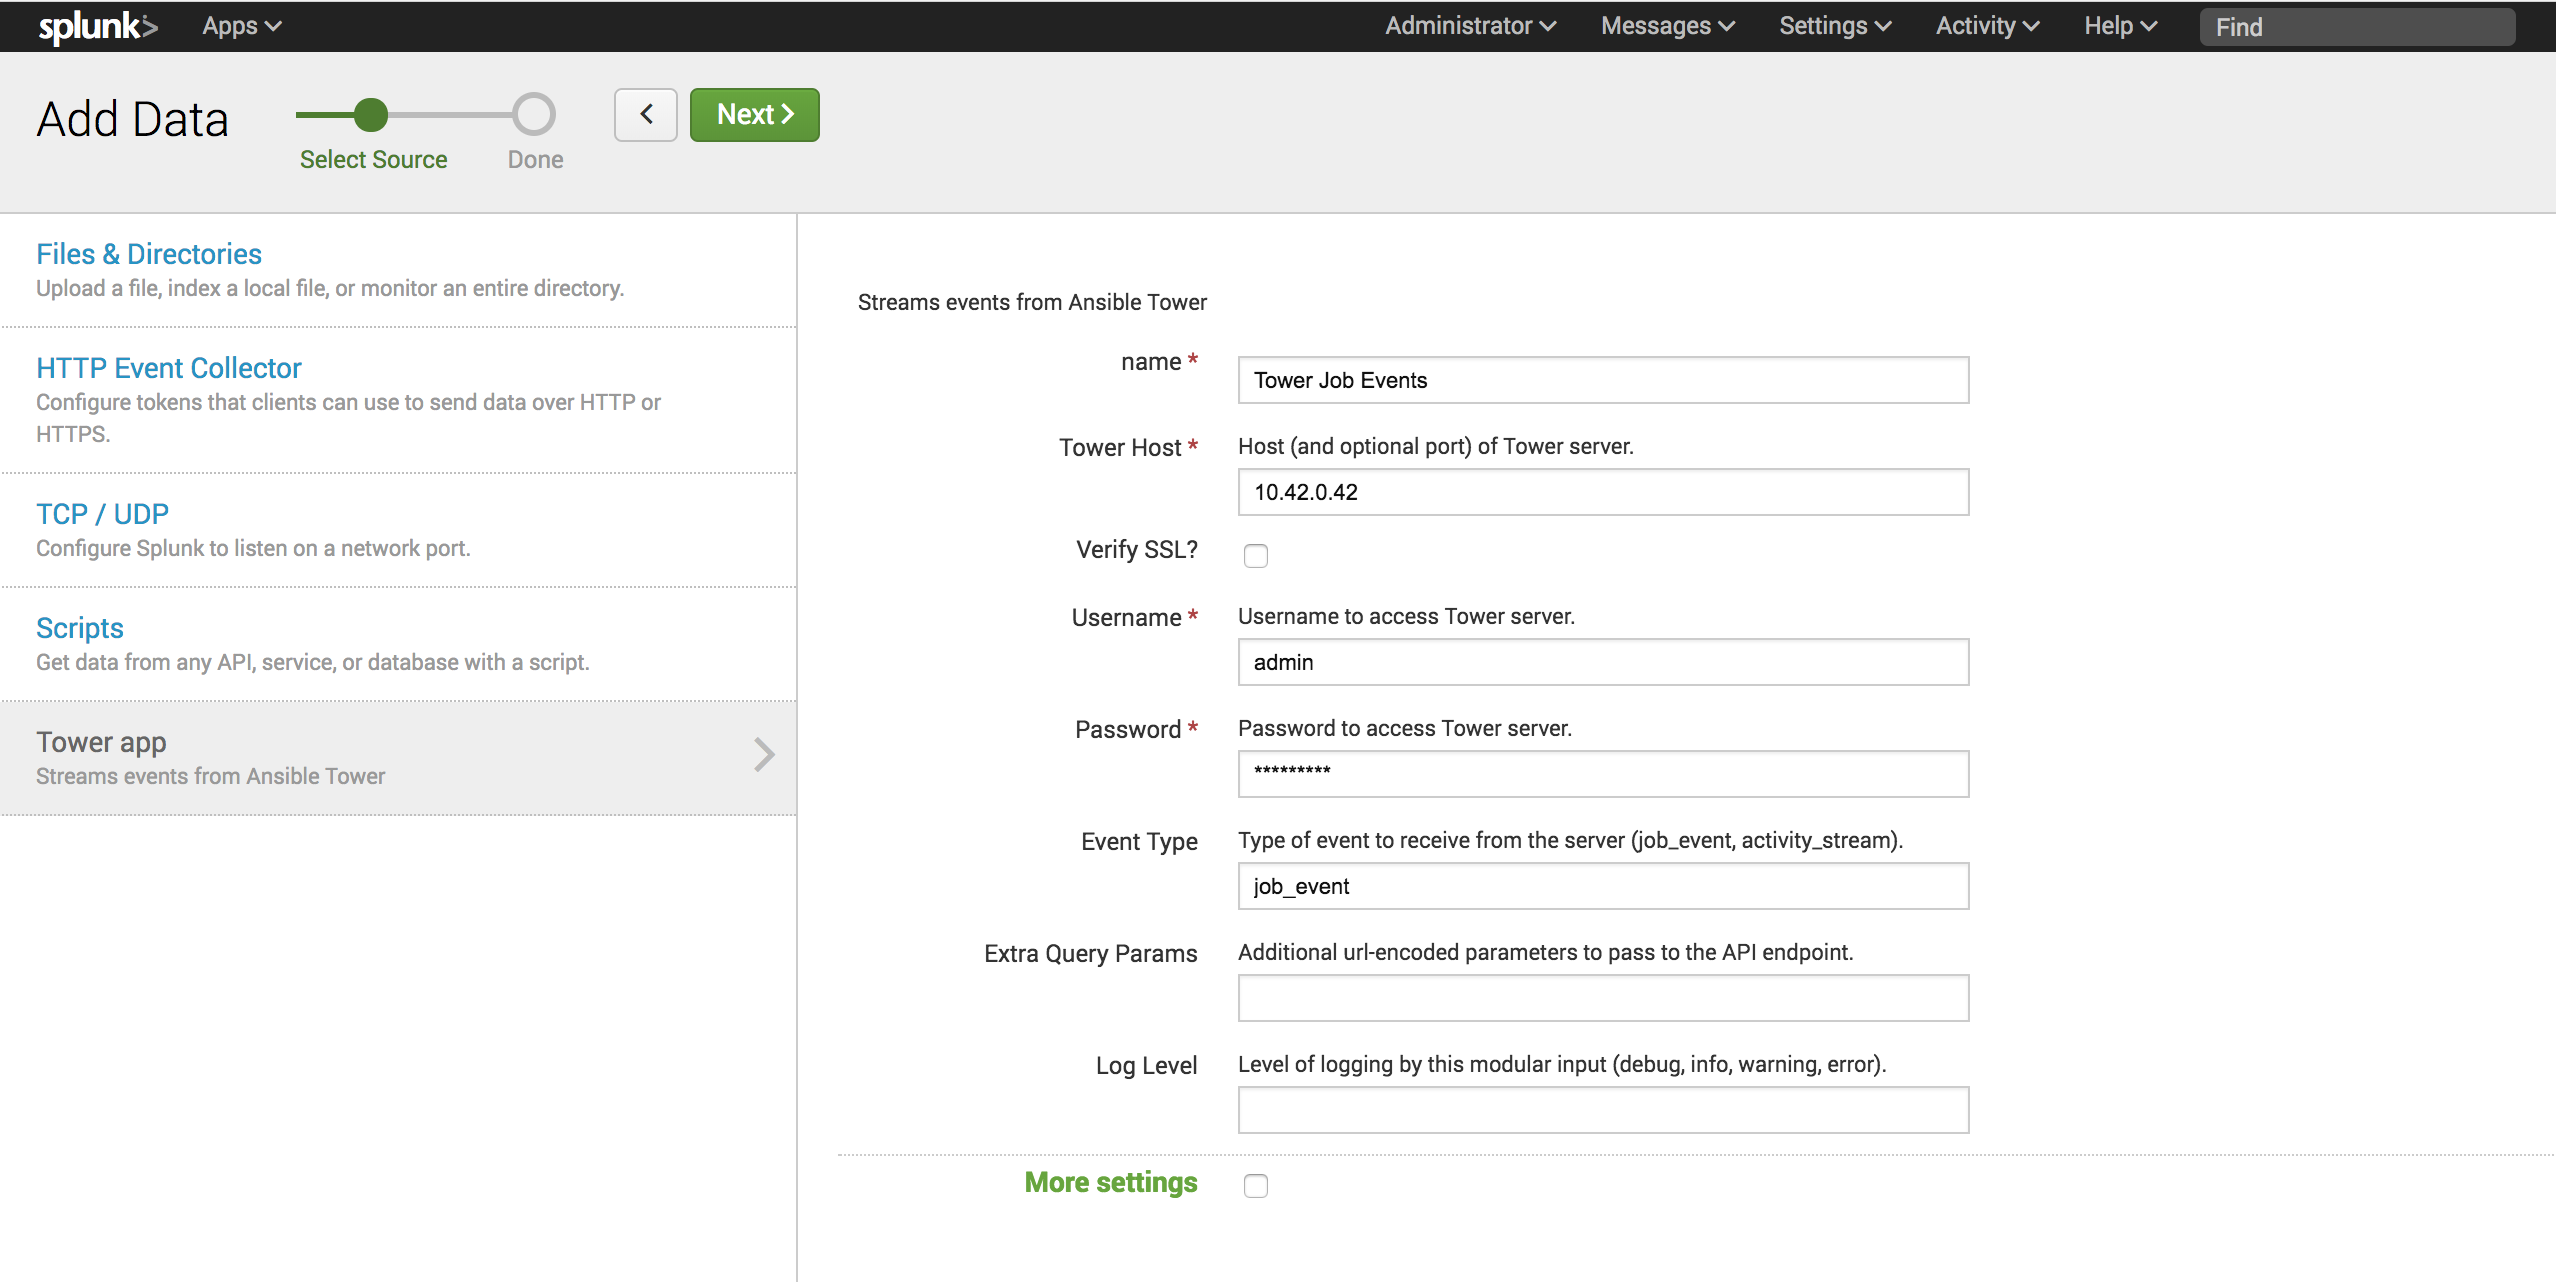 splunk> Apps Administrator Messages Settings Activity Help Find
Add Data
Select Source Done
Next
Files & Directories
Upload a file, index a local file, or monitor an entire directory.
HTTP Event Collector
Configure tokens that clients can use to send data over HTTP or
HTTPS.
TCP / UDP
Configure Splunk to listen on a network port.
Scripts
Get data from any API, service, or database with a script.
Tower app
Streams events from Ansible Tower
Streams events from Ansible Tower
name *
Tower Job Events
Tower Host * Host (and optional port) of Tower server.
10.42.0.42
Verify SSL?
Username * Username to access Tower server.
admin
Password * Password to access Tower server.
*********
Event Type Type of event to receive from the server (job_event, activity_stream).
job_event
Extra Query Params Additional url-encoded parameters to pass to the API endpoint.
Log Level Level of logging by this modular input (debug, info, warning, error).
More settings